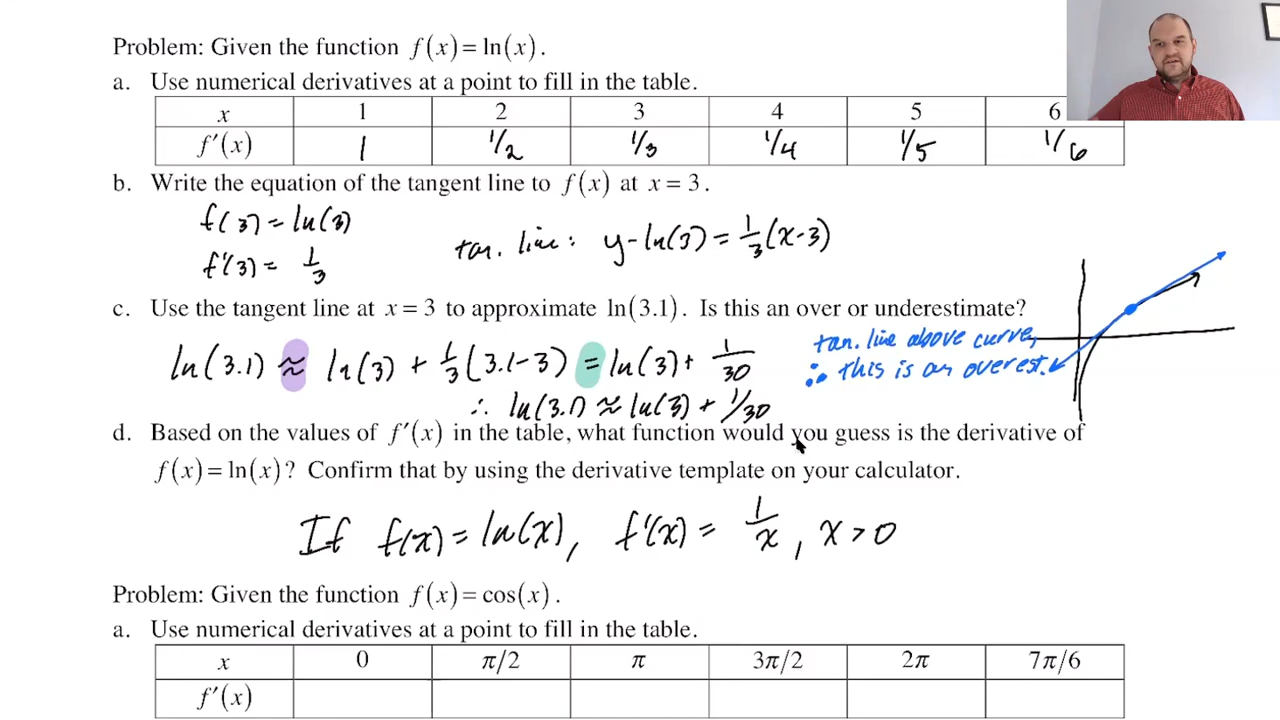 Problem: Given the function f(x) = ln(x).
a. Use numerical derivatives at a point to fill in the table.
x 1 2 3 4 5 6
f′(x) 1 1/2 1/3 1/4 1/5 1/6
b. Write the equation of the tangent line to f(x) at x = 3.
f(3) = ln(3)
tan. line: y - ln(3) = 1/3 (x - 3)
f'(3) = 1/3
c. Use the tangent line at x = 3 to approximate ln(3.1). Is this an over or underestimate?
tan. line above curve,
ln(3.1) ≈ ln(3) + 1/3 (3.1 - 3) = ln(3) + 1/30
∴ this is an overest.
∴ ln(3.1) ≈ ln(3) + 1/30
d. Based on the values of f′(x) in the table, what function would you guess is the derivative of
f(x) = ln(x)? Confirm that by using the derivative template on your calculator.
If f(x) = ln(x), f'(x) = 1/x, x > 0
Problem: Given the function f(x) = cos(x).
a. Use numerical derivatives at a point to fill in the table.
x 0 π/2 π 3π/2 2π 7π/6
f′(x)